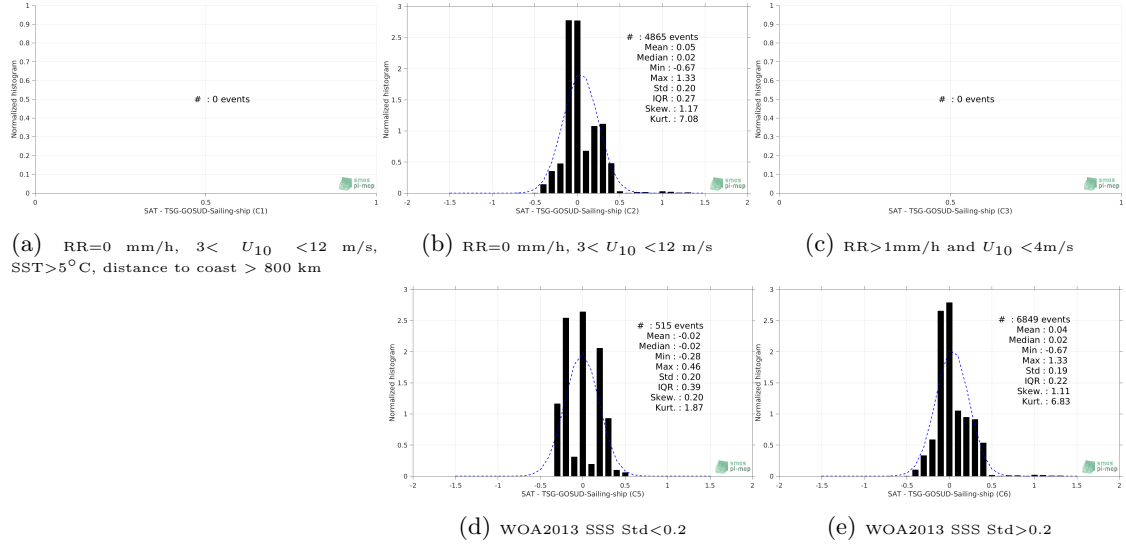 1
0.9
0.8
0.7
0.6
0.5
0.4
0.3
0.2
0.1
0
Normalized histogram
# : 0 events
0 0.5 1
SAT - TSG-GOSUD-Sailing-ship (C1)
smos
pi-mep
(a) RR=0 mm/h, 3< U10 <12 m/s,
SST>5°C, distance to coast > 800 km
3
2.5
2
1.5
1
0.5
0
Normalized histogram
# : 4865 events
Mean : 0.05
Median : 0.02
Min : -0.67
Max : 1.33
Std : 0.20
IQR : 0.27
Skew. : 1.17
Kurt. : 7.08
-2 -1.5 -1 -0.5 0 0.5 1 1.5 2
SAT - TSG-GOSUD-Sailing-ship (C2)
smos
pi-mep
(b) RR=0 mm/h, 3< U10 <12 m/s
1
0.9
0.8
0.7
0.6
0.5
0.4
0.3
0.2
0.1
0
Normalized histogram
# : 0 events
0 0.5 1
SAT - TSG-GOSUD-Sailing-ship (C3)
smos
pi-mep
(c) RR>1mm/h and U10 <4m/s
3
2.5
2
1.5
1
0.5
0
Normalized histogram
# : 515 events
Mean : -0.02
Median : -0.02
Min : -0.28
Max : 0.46
Std : 0.20
IQR : 0.39
Skew. : 0.20
Kurt. : 1.87
-2 -1.5 -1 -0.5 0 0.5 1 1.5 2
SAT - TSG-GOSUD-Sailing-ship (C5)
smos
pi-mep
(d) WOA2013 SSS Std<0.2
3
2.5
2
1.5
1
0.5
0
Normalized histogram
# : 6849 events
Mean : 0.04
Median : 0.02
Min : -0.67
Max : 1.33
Std : 0.19
IQR : 0.22
Skew. : 1.11
Kurt. : 6.83
-2 -1.5 -1 -0.5 0 0.5 1 1.5 2
SAT - TSG-GOSUD-Sailing-ship (C6)
smos
pi-mep
(e) WOA2013 SSS Std>0.2